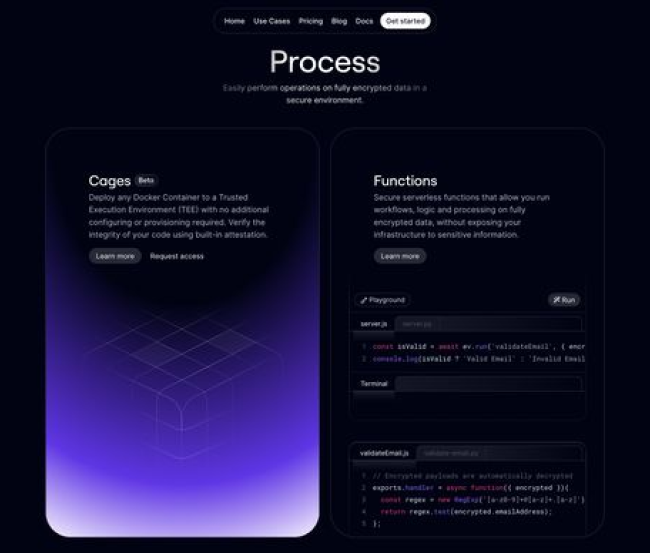 Home Use Cases Pricing Blog Docs Get started
Process
Easily perform operations on fully encrypted data in a
secure environment.
Cages Beta
Deploy any Docker Container to a Trusted
Execution Environment (TEE) with no additional
configuring or provisioning required. Verify the
integrity of your code using built-in attestation.
Learn more Request access
Functions
Secure serverless functions that allow you run
workflows, logic and processing on fully
encrypted data, without exposing your
infrastructure to sensitive information.
Learn more
Playground Run
server.js server.py
1 const isValid = await ev.run('validateEmail', { encr
2 console.log(isValid ? 'Valid Email' : 'Invalid Email
Terminal
validateEmail.js validate-email.py
1 // Encrypted payloads are automatically decrypted
2 exports.handler = async function({ encrypted }){
3 const regex = new RegExp('[a-z0-9]+@[a-z]+.[a-z]')
4 return regex.test(encrypted.emailAddress);
5 };